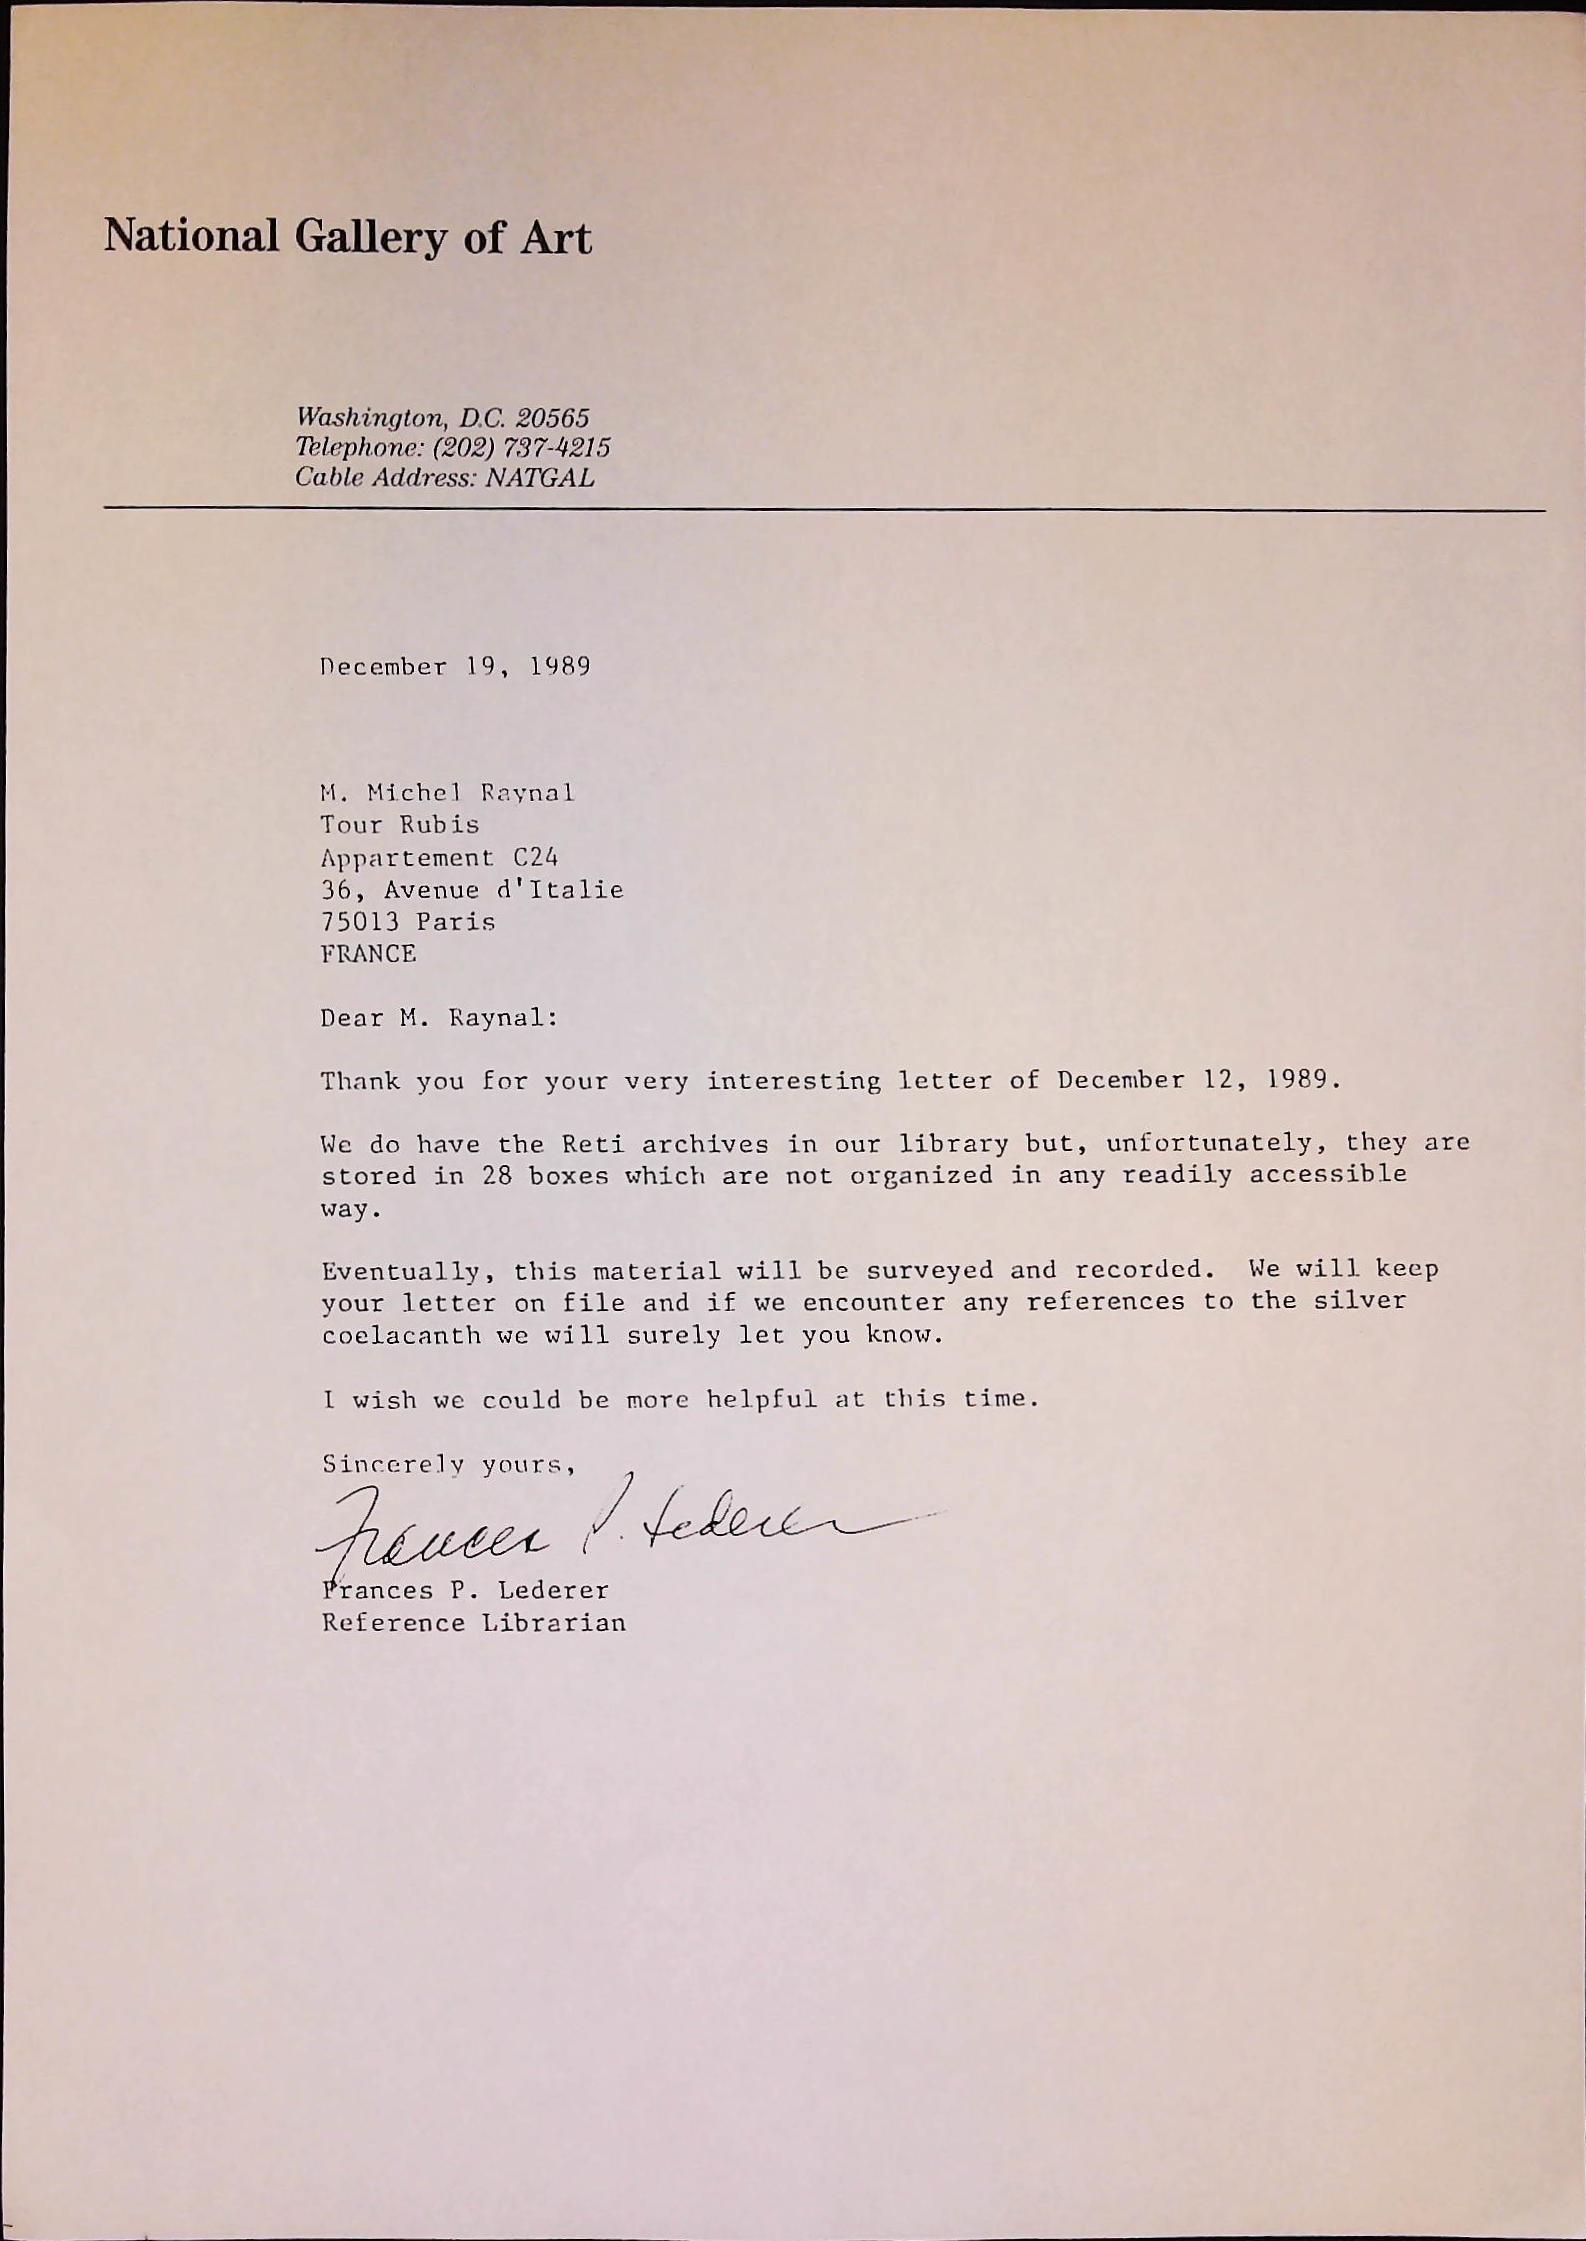 National Gallery of Art
Washington, D.C. 20565
Telephone: (202) 737-4215
Cable Address: NATGAL
December 19, 1989
M. Michel Raynal
Tour Rubis
Appartement C24
36, Avenue d'Italie
75013 Paris
FRANCE
Dear M. Raynal:
Thank you for your very interesting letter of December 12, 1989.
We do have the Reti archives in our library but, unfortunately, they are
stored in 28 boxes which are not organized in any readily accessible
way.
Eventually, this material will be surveyed and recorded. We will keep
your letter on file and if we encounter any references to the silver
coelacanth we will surely let you know.
I wish we could be more helpful at this time.
Sincerely yours,
Frances P. Lederer
Frances P. Lederer
Reference Librarian